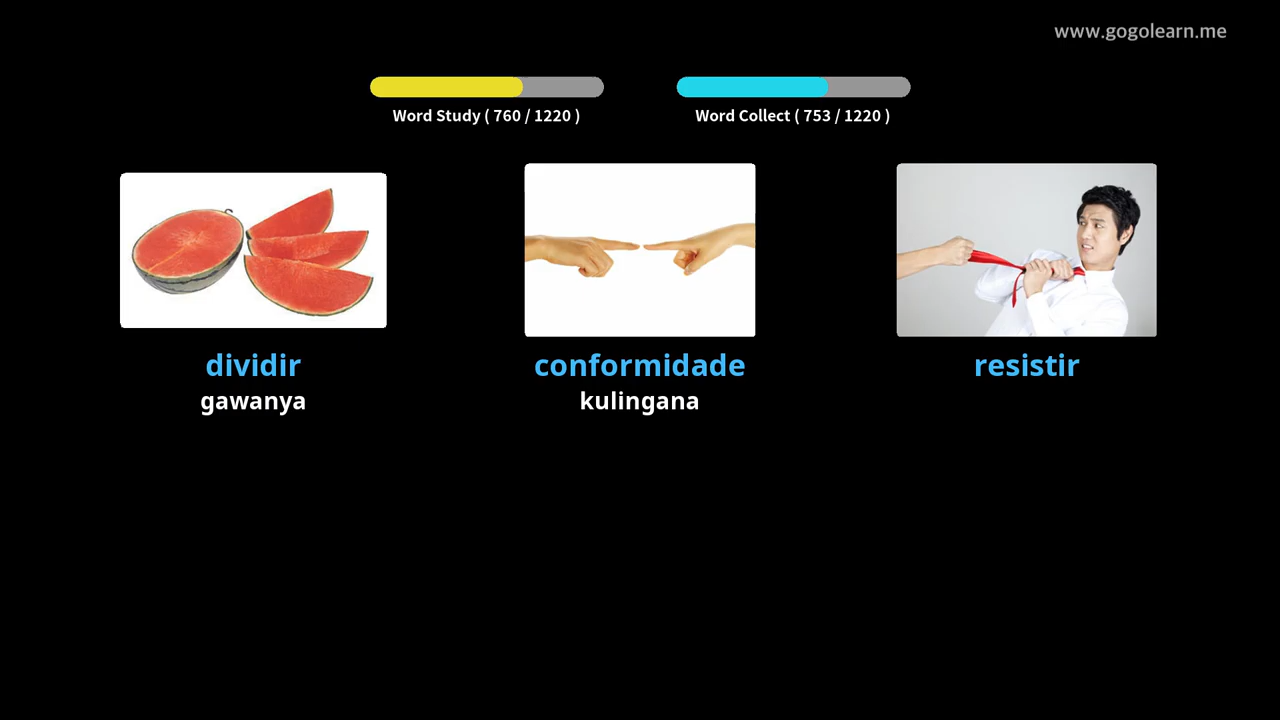 www.gogolearn.me
Word Study ( 760 / 1220 )
Word Collect ( 753 / 1220 )
dividir
gawanya
conformidade
kulingana
resistir